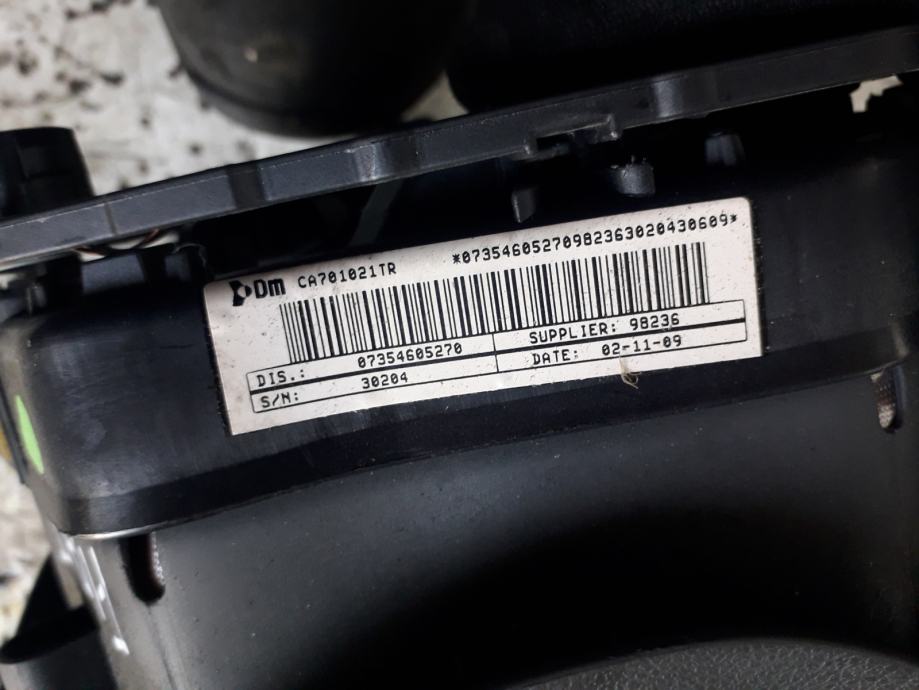 Dm CA701021TR *07354605270982363020430609*
DIS.: 07354605270 SUPPLIER: 98236
S/N: 30204 DATE: 02-11-09